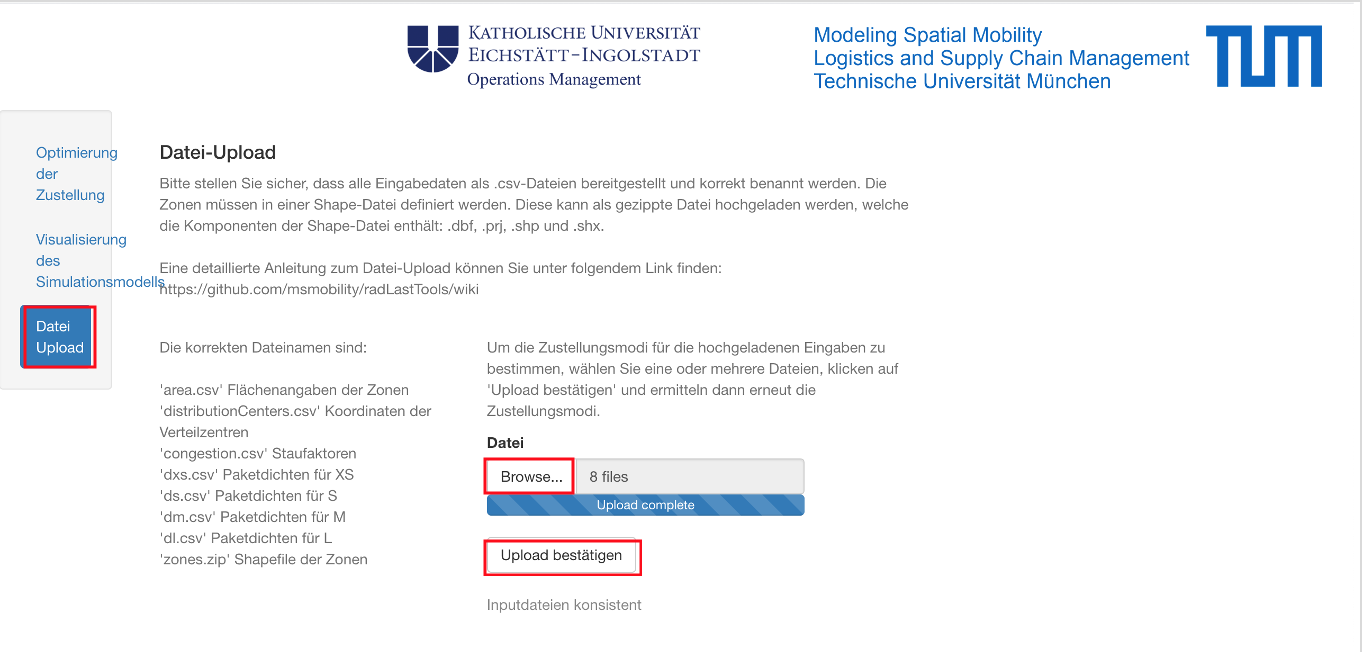 KATHOLISCHE UNIVERSITÄT
EICHSTÄTT-INGOLSTADT
Operations Management
Modeling Spatial Mobility
Logistics and Supply Chain Management
Technische Universität München
TUM
Optimierung
der
Zustellung
Visualisierung
des
Simulationsmodells
Datei
Upload
Datei-Upload
Bitte stellen Sie sicher, dass alle Eingabedaten als .csv-Dateien bereitgestellt und korrekt benannt werden. Die
Zonen müssen in einer Shape-Datei definiert werden. Diese kann als gezippte Datei hochgeladen werden, welche
die Komponenten der Shape-Datei enthält: .dbf, .prj, .shp und .shx.
Eine detaillierte Anleitung zum Datei-Upload können Sie unter folgendem Link finden:
https://github.com/msmobility/radLastTools/wiki
Die korrekten Dateinamen sind:
'area.csv' Flächenangaben der Zonen
'distributionCenters.csv' Koordinaten der
Verteilzentren
'congestion.csv' Staufaktoren
'dxs.csv' Paketdichten für XS
'ds.csv' Paketdichten für S
'dm.csv' Paketdichten für M
'dl.csv' Paketdichten für L
'zones.zip' Shapefile der Zonen
Um die Zustellungsmodi für die hochgeladenen Eingaben zu
bestimmen, wählen Sie eine oder mehrere Dateien, klicken auf
'Upload bestätigen' und ermitteln dann erneut die
Zustellungsmodi.
Datei
Browse... 8 files
Upload complete
Upload bestätigen
Inputdateien konsistent